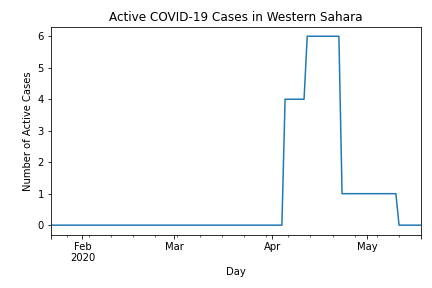 Active COVID-19 Cases in Western Sahara
Number of Active Cases
6
5
4
3
2
1
0
Feb
2020
Mar
Apr
May
Day